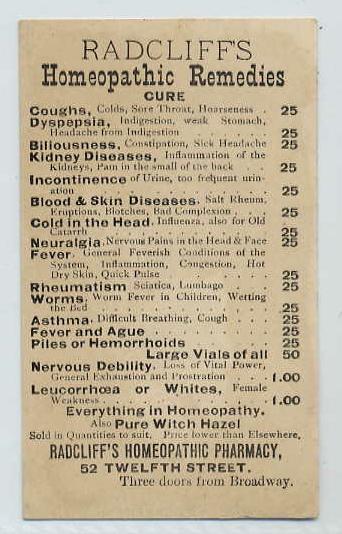 RADCLIFF'S
Homeopathic Remedies
CURE
Coughs, Colds, Sore Throat, Hoarseness . 25
Dyspepsia, Indigestion, weak Stomach,
Headache from Indigestion . . . . . 25
Biliousness, Constipation, Sick Headache 25
Kidney Diseases, Inflammation of the
Kidneys, Pain in the small of the back . . 25
Incontinence of Urine, too frequent urin-
ation . . . . . . . 25
Blood & Skin Diseases. Salt Rheum,
Eruptions, Blotches, Bad Complexion . . . 25
Cold in the Head. Influenza, also for Old
Catarrh . . . . . . . 25
Neuralgia. Nervous Pains in the Head & Face 25
Fever. General Feverish Conditions of the
System, Inflammation, Congestion, Hot
Dry Skin, Quick Pulse . . . . . . 25
Rheumatism Sciatica, Lumbago . . 25
Worms. Worm Fever in Children, Wetting
the Bed . . . . . . . 25
Asthma. Difficult Breathing, Cough . . . 25
Fever and Ague . . . . . 25
Piles or Hemorrhoids . . . . 25
Large Vials of all 50
Nervous Debility, Loss of Vital Power,
General Exhaustion and Prostration . . . 1.00
Leucorrhœa or Whites, Female
Weakness . . . . . . . 1.00
Everything in Homeopathy.
Also Pure Witch Hazel
Sold in Quantities to suit. Price lower than Elsewhere.
RADCLIFF'S HOMEOPATHIC PHARMACY,
52 TWELFTH STREET.
Three doors from Broadway.